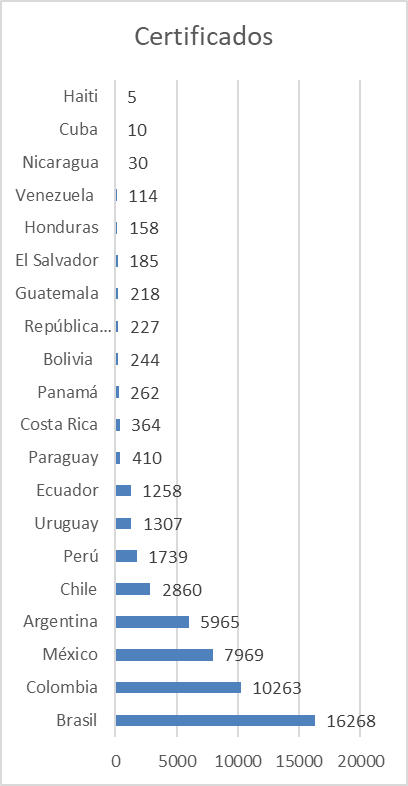 Certificados
Haiti 5
Cuba 10
Nicaragua 30
Venezuela 114
Honduras 158
El Salvador 185
Guatemala 218
República... 227
Bolivia 244
Panamá 262
Costa Rica 364
Paraguay 410
Ecuador 1258
Uruguay 1307
Perú 1739
Chile 2860
Argentina 5965
México 7969
Colombia 10263
Brasil 16268
0 5000 10000 15000 20000